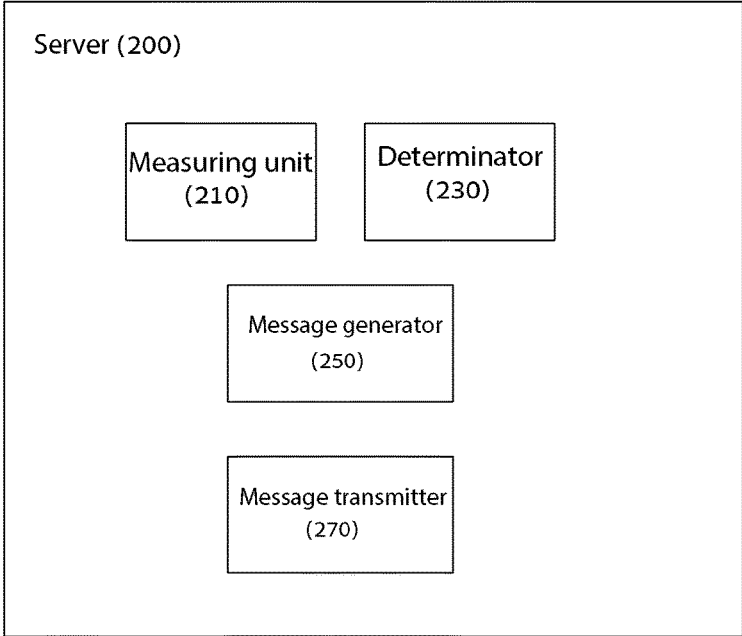 Server (200)
Measuring unit
(210)
Determinator
(230)
Message generator
(250)
Message transmitter
(270)